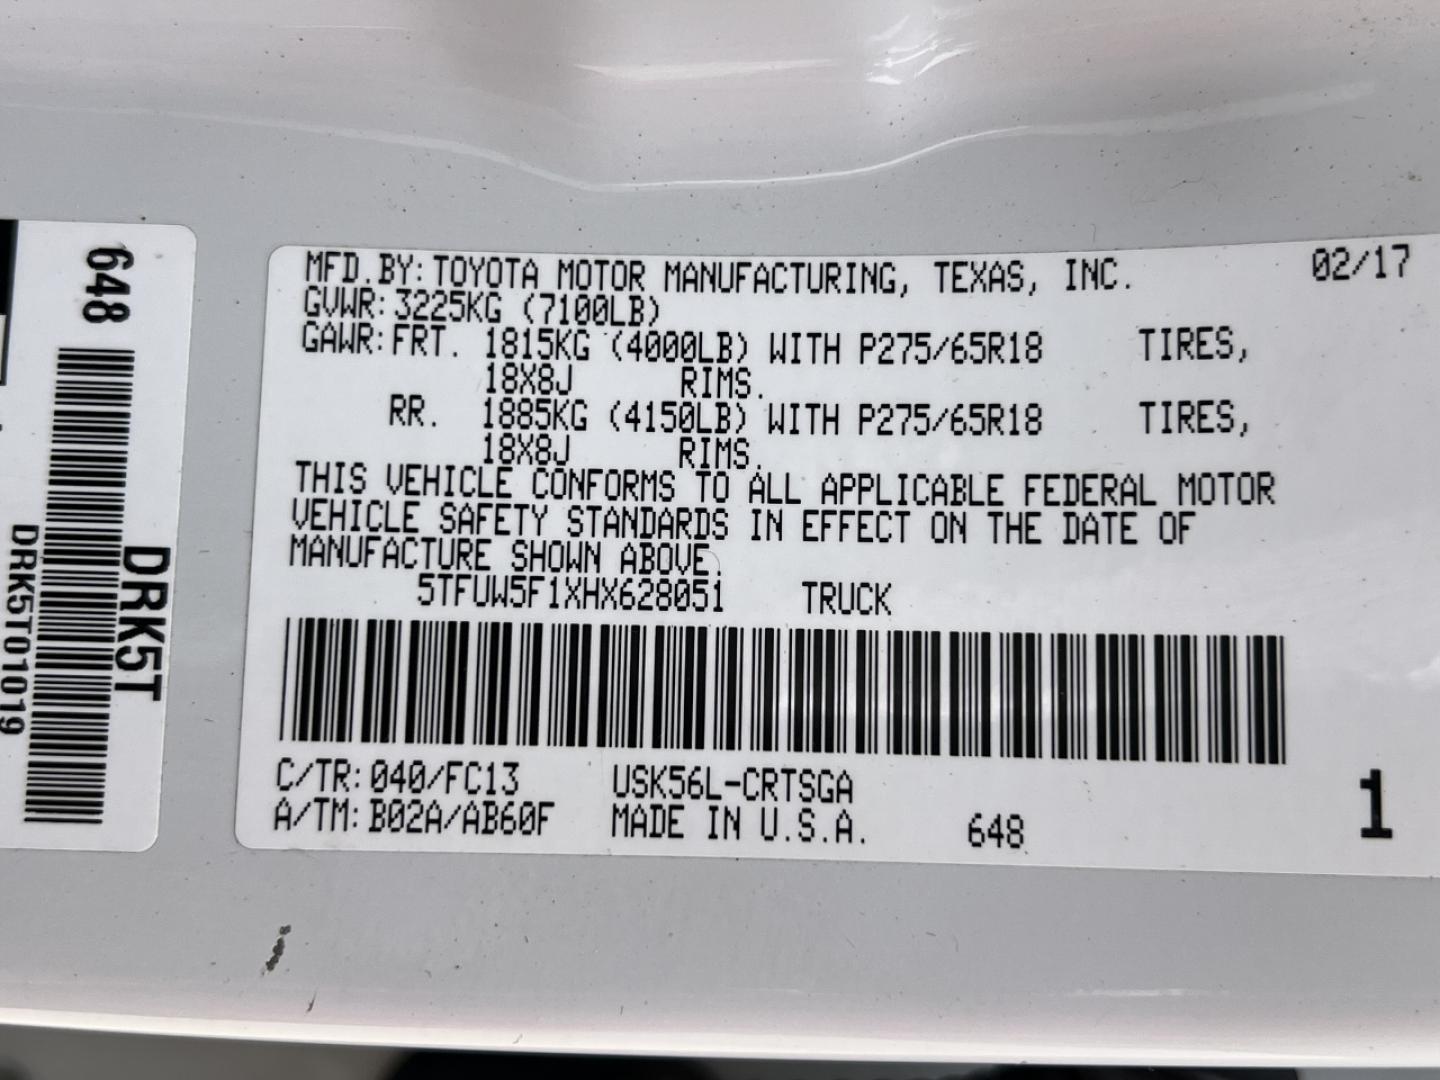 648
DRK5T
DRK5T01019
MFD.BY: TOYOTA MOTOR MANUFACTURING, TEXAS, INC. 02/17
GVWR: 3225KG (7100LB)
GAWR: FRT. 1815KG (4000LB) WITH P275/65R18 TIRES,
18X8J RIMS.
RR. 1885KG (4150LB) WITH P275/65R18 TIRES,
18X8J RIMS.
THIS VEHICLE CONFORMS TO ALL APPLICABLE FEDERAL MOTOR
VEHICLE SAFETY STANDARDS IN EFFECT ON THE DATE OF
MANUFACTURE SHOWN ABOVE.
5TFUW5F1XHX628051 TRUCK
C/TR: 040/FC13 USK56L-CRTSGA
A/TM: B02A/AB60F MADE IN U.S.A. 648
1